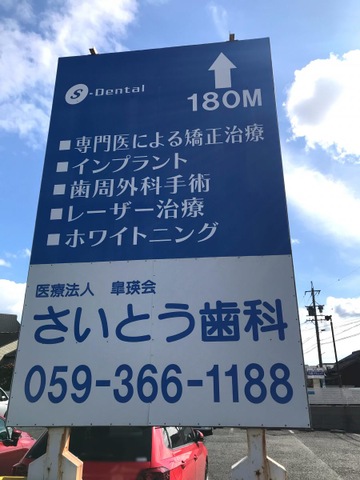 S-Dental
180M
■専門医による矯正治療
■インプラント
■歯周外科手術
■レーザー治療
■ホワイトニング
医療法人 皐瑛会
さいとう歯科
059-366-1188